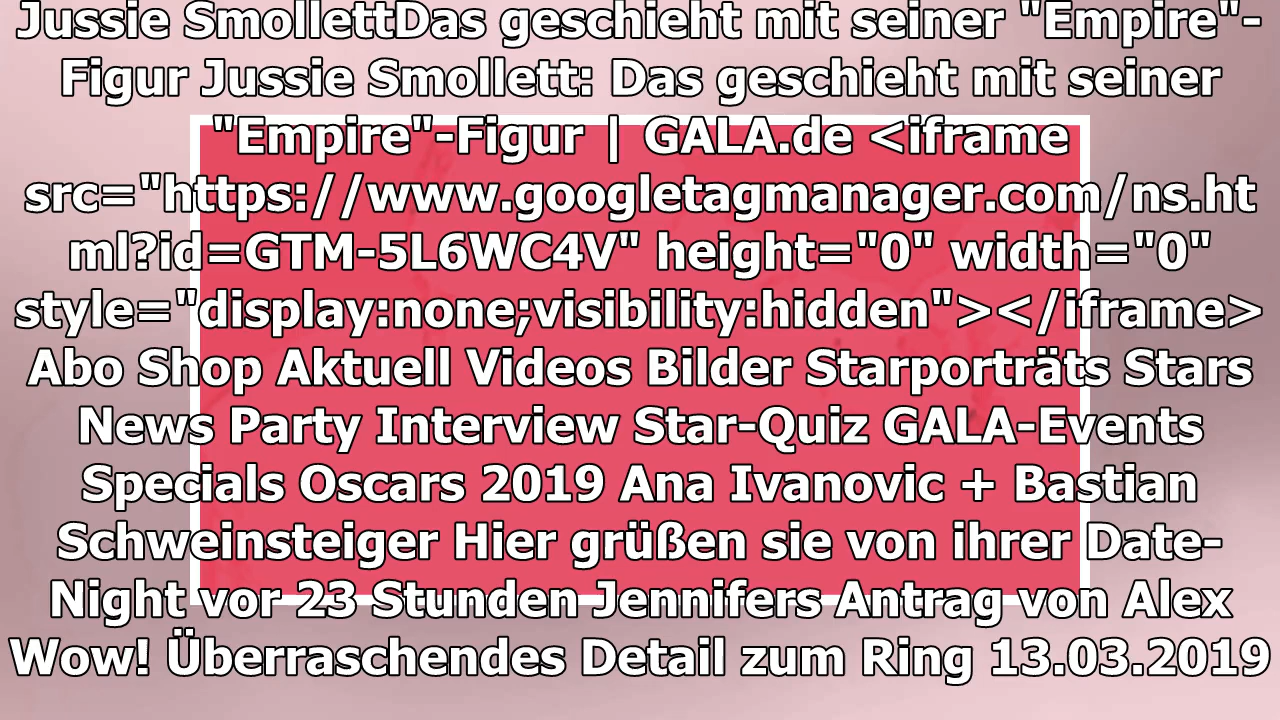 Jussie SmollettDas geschieht mit seiner "Empire"-
Figur Jussie Smollett: Das geschieht mit seiner
"Empire"-Figur | GALA.de <iframe
src="https://www.googletagmanager.com/ns.ht
ml?id=GTM-5L6WC4V" height="0" width="0"
style="display:none;visibility:hidden"></iframe>
Abo Shop Aktuell Videos Bilder Starporträts Stars
News Party Interview Star-Quiz GALA-Events
Specials Oscars 2019 Ana Ivanovic + Bastian
Schweinsteiger Hier grüßen sie von ihrer Date-
Night vor 23 Stunden Jennifers Antrag von Alex
Wow! Überraschendes Detail zum Ring 13.03.2019